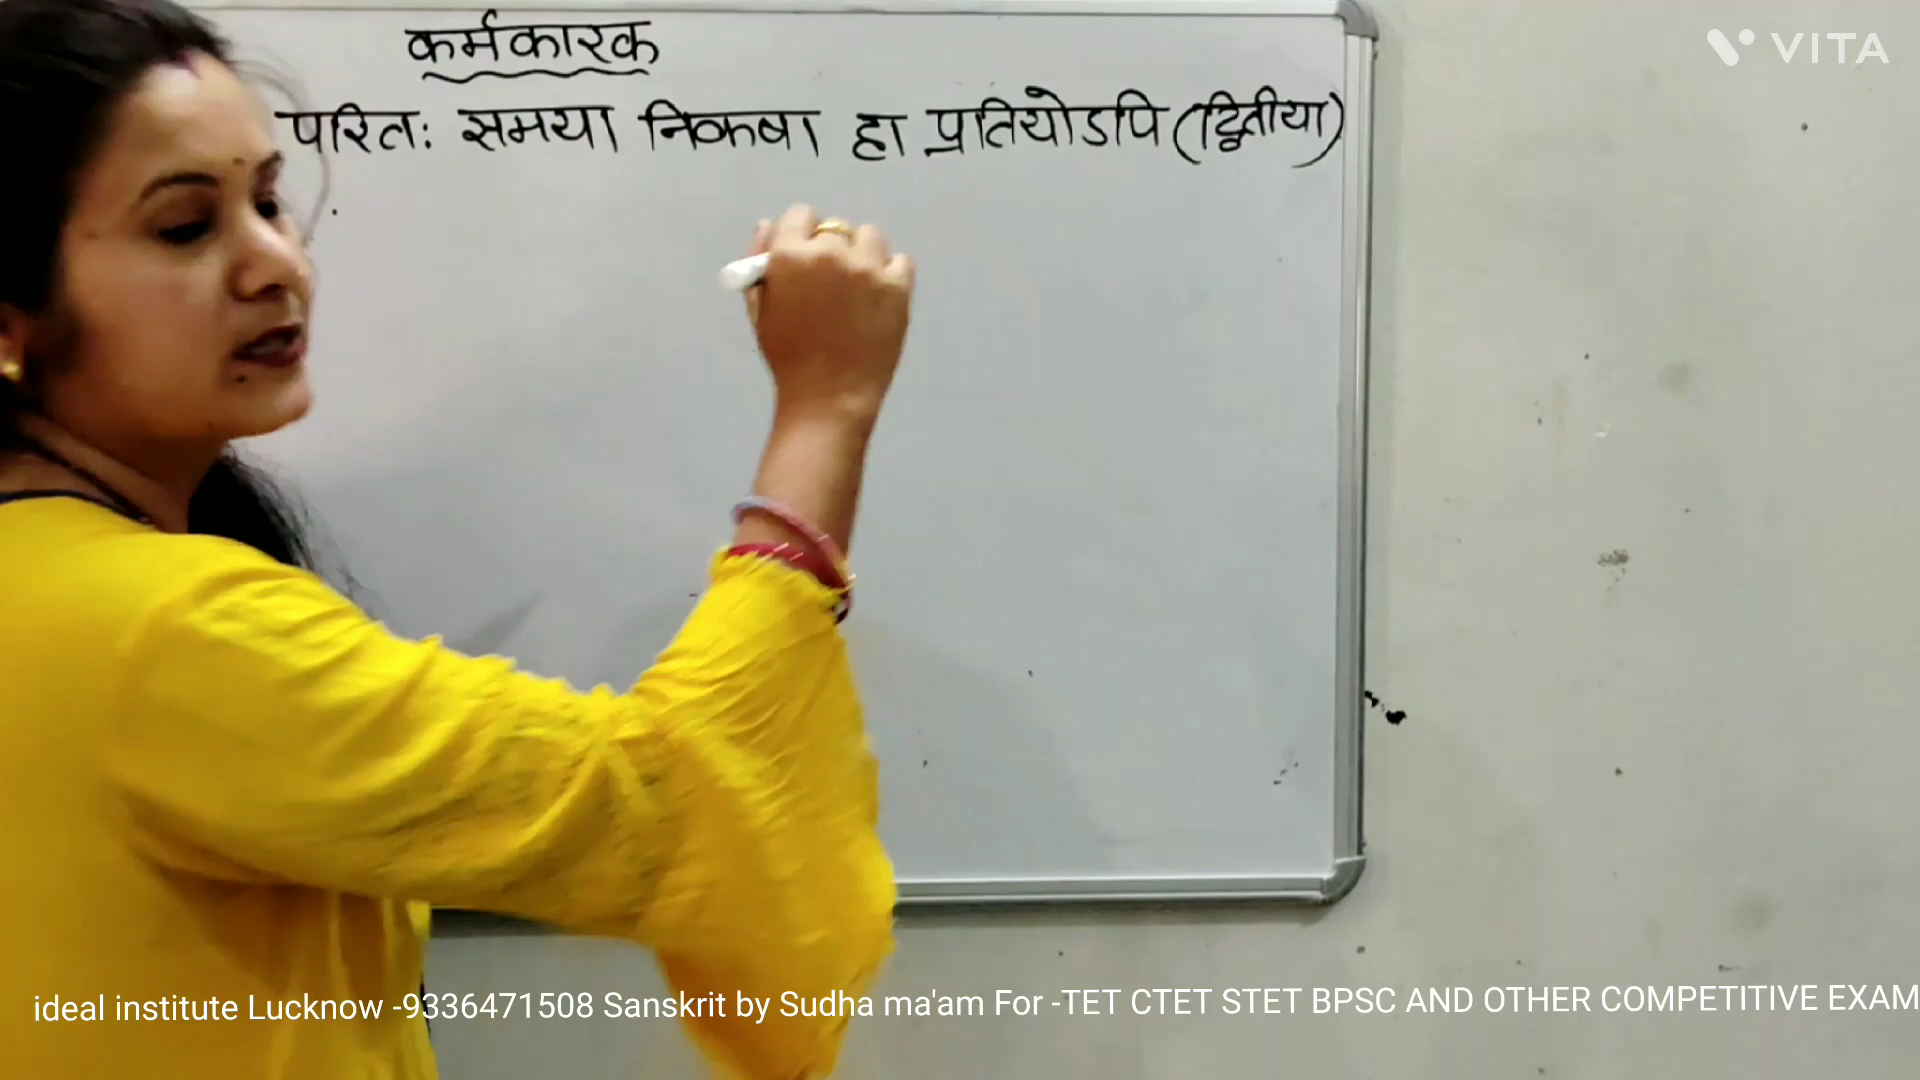 VITA
कर्मकारक
परितः समया निकषा हा प्रतियोडपि (द्वितीया)
ideal institute Lucknow -9336471508 Sanskrit by Sudha ma'am For -TET CTET STET BPSC AND OTHER COMPETITIVE EXAM